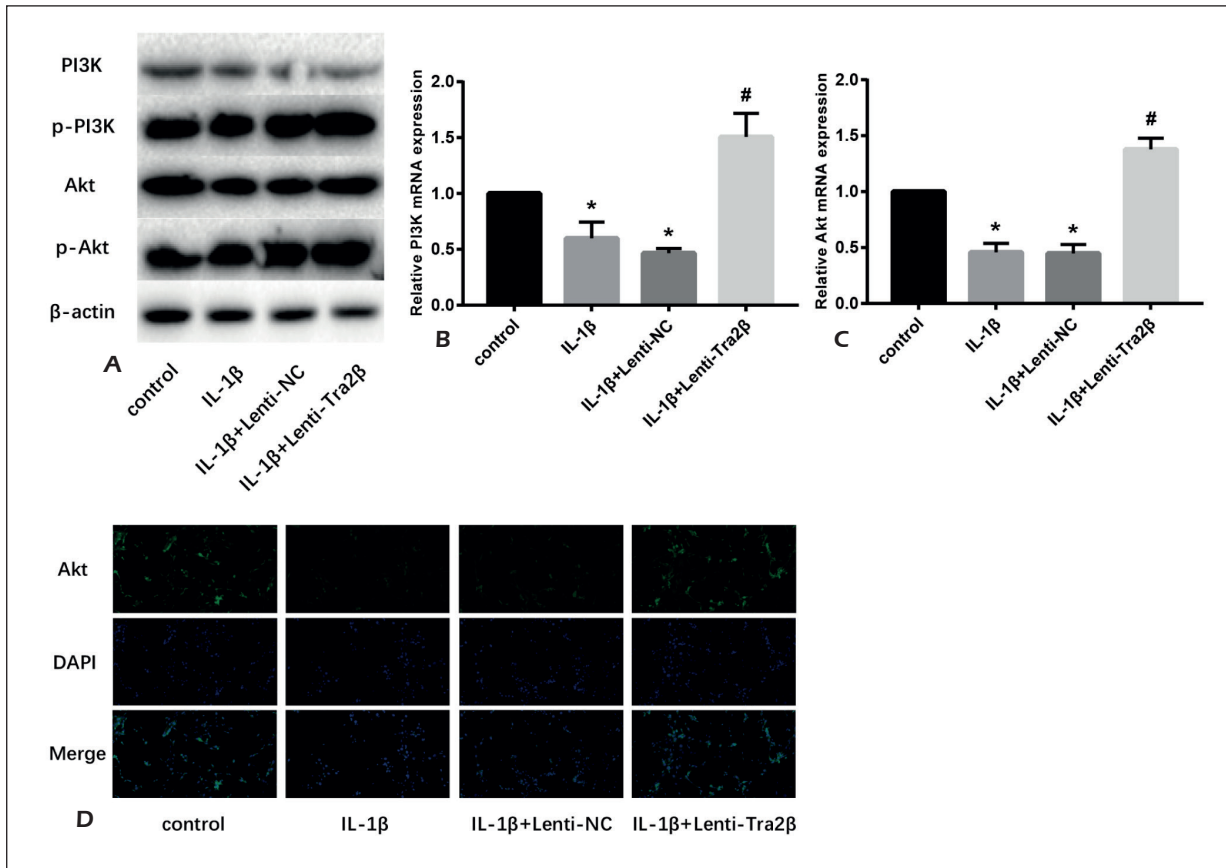 PI3K
p-PI3K
Akt
p-Akt
β-actin
A
control
IL-1β
IL-1β+Lenti-NC
IL-1β+Lenti-Tra2β
Relative PI3K mRNA expression
2.0
1.5
1.0
0.5
0.0
* * #
control
IL-1β
IL-1β+Lenti-NC
IL-1β+Lenti-Tra2β
B
Relative Akt mRNA expression
2.0
1.5
1.0
0.5
0.0
* * #
control
IL-1β
IL-1β+Lenti-NC
IL-1β+Lenti-Tra2β
C
Akt
DAPI
Merge
D
control IL-1β IL-1β+Lenti-NC IL-1β+Lenti-Tra2β